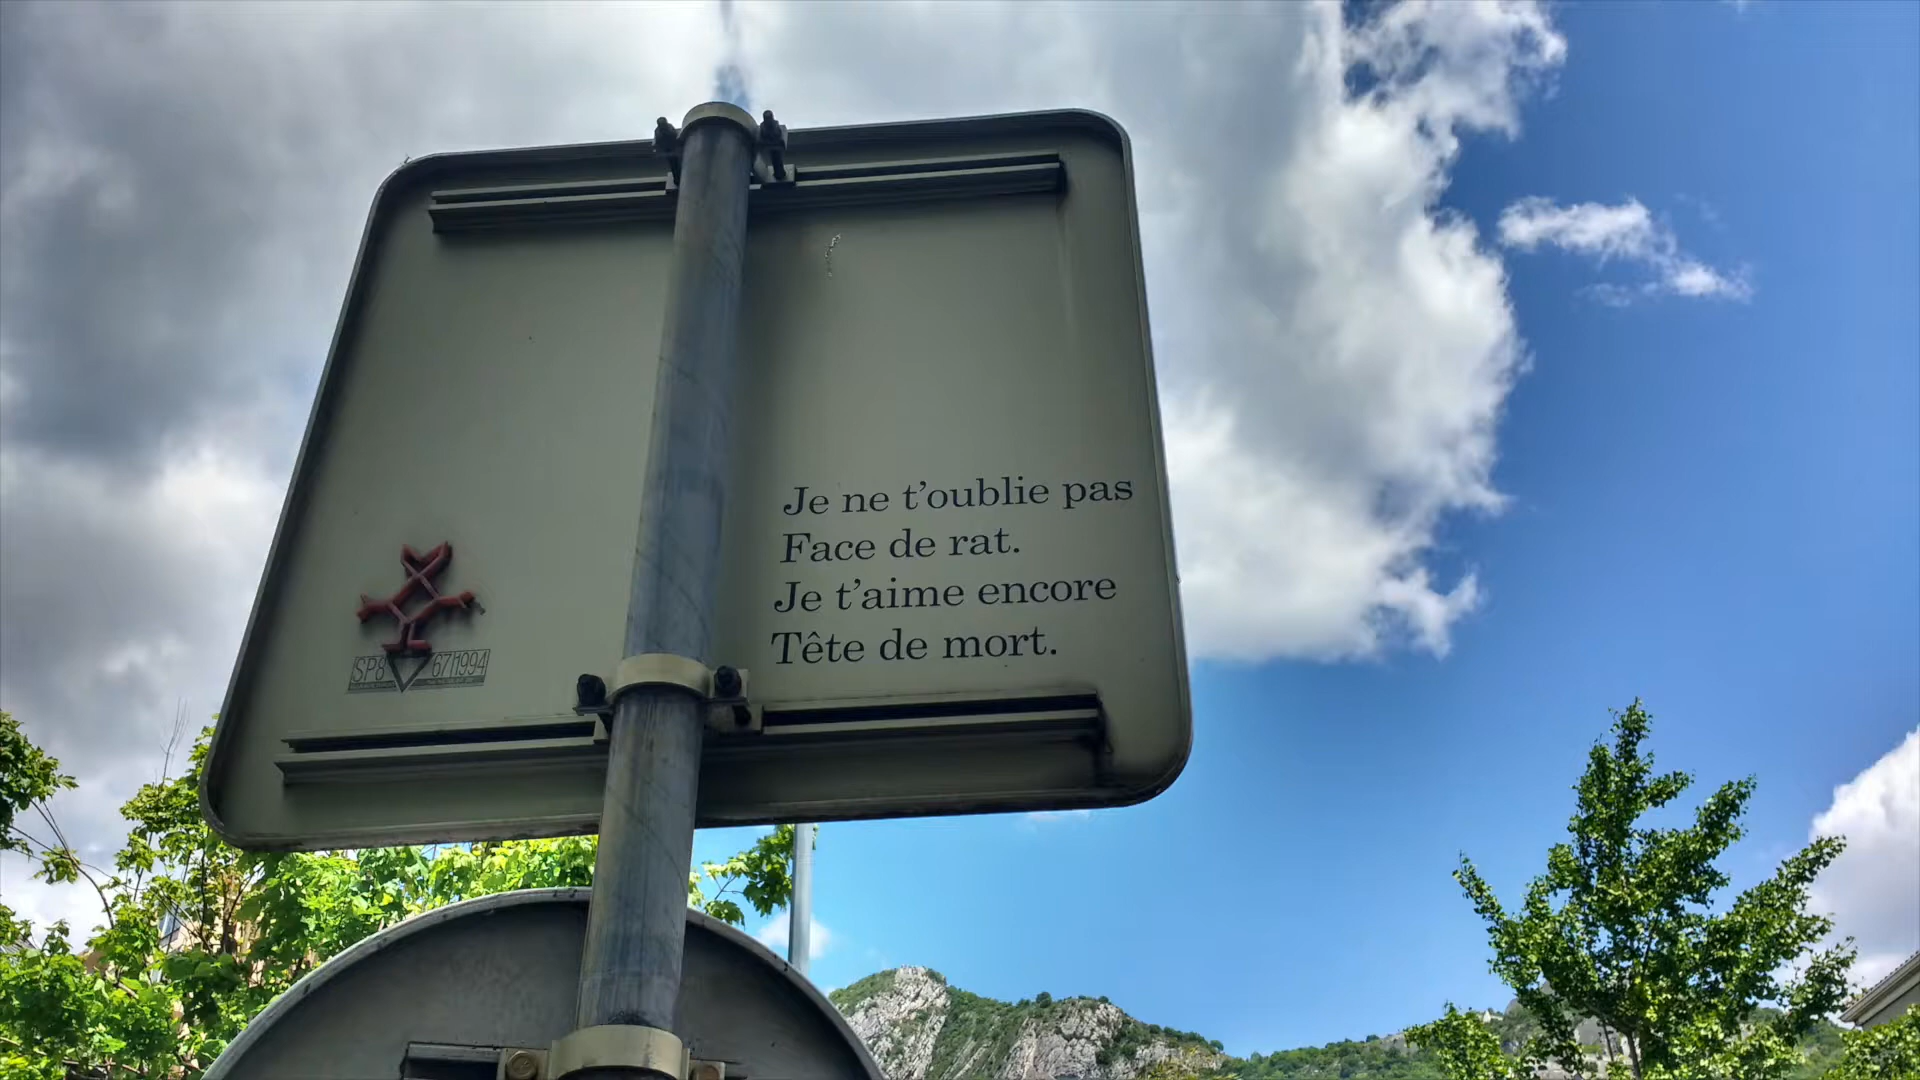 Je ne t'oublie pas
Face de rat.
Je t'aime encore
Tête de mort.
SP8 67/1994